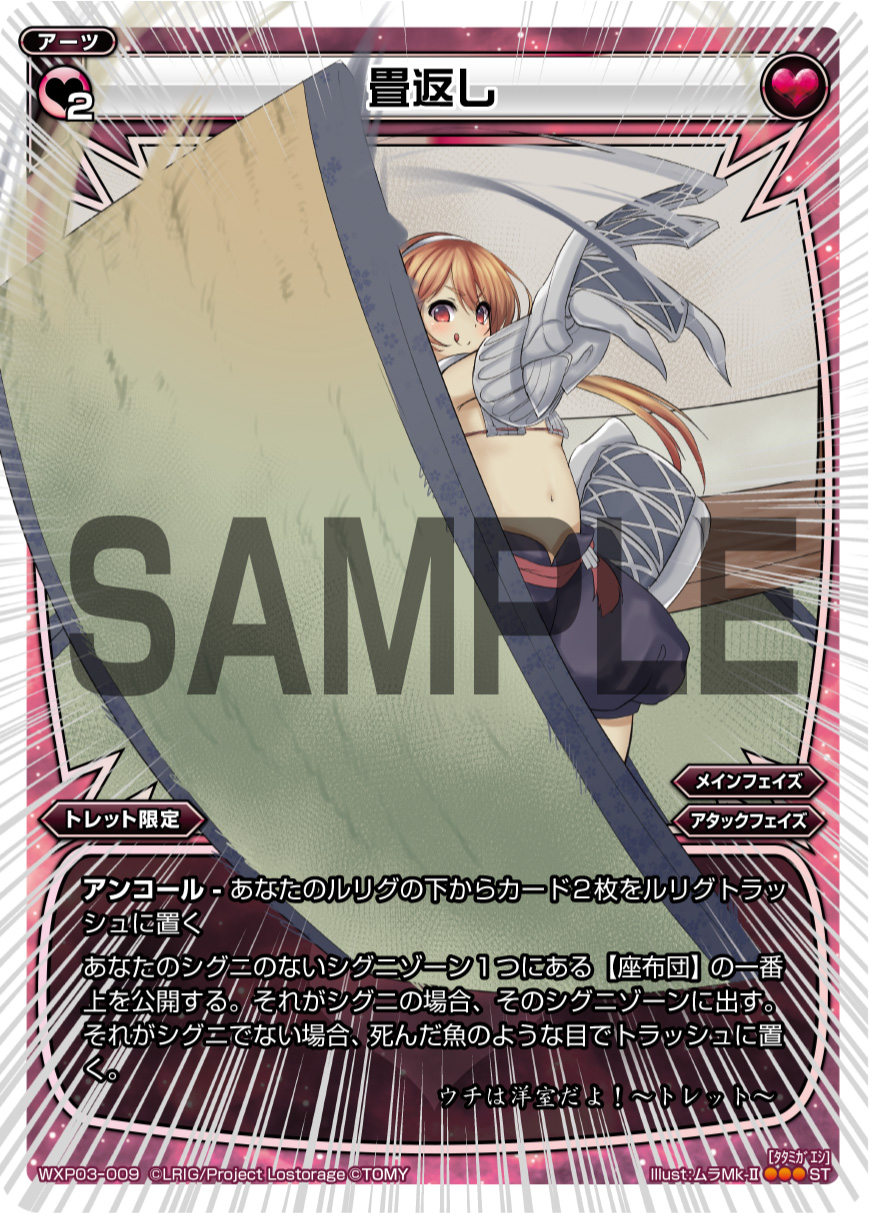 アーツ
2
畳返し
SAMPLE
メインフェイズ
トレット限定
アタックフェイズ
アンコール - あなたのルリグの下からカード２枚をルリグトラッ
シュに置く
あなたのシグニのないシグニゾーン１つにある【座布団】の一番
上を公開する。それがシグニの場合、そのシグニゾーンに出す。
それがシグニでない場合、死んだ魚のような目でトラッシュに置
く。
ウチは洋室だよ！～トレット～
[タタミガエシ]
WXP03-009 ©LRIG/Project Lostorage ©TOMY
Illust:ムラMk-Ⅱ ST